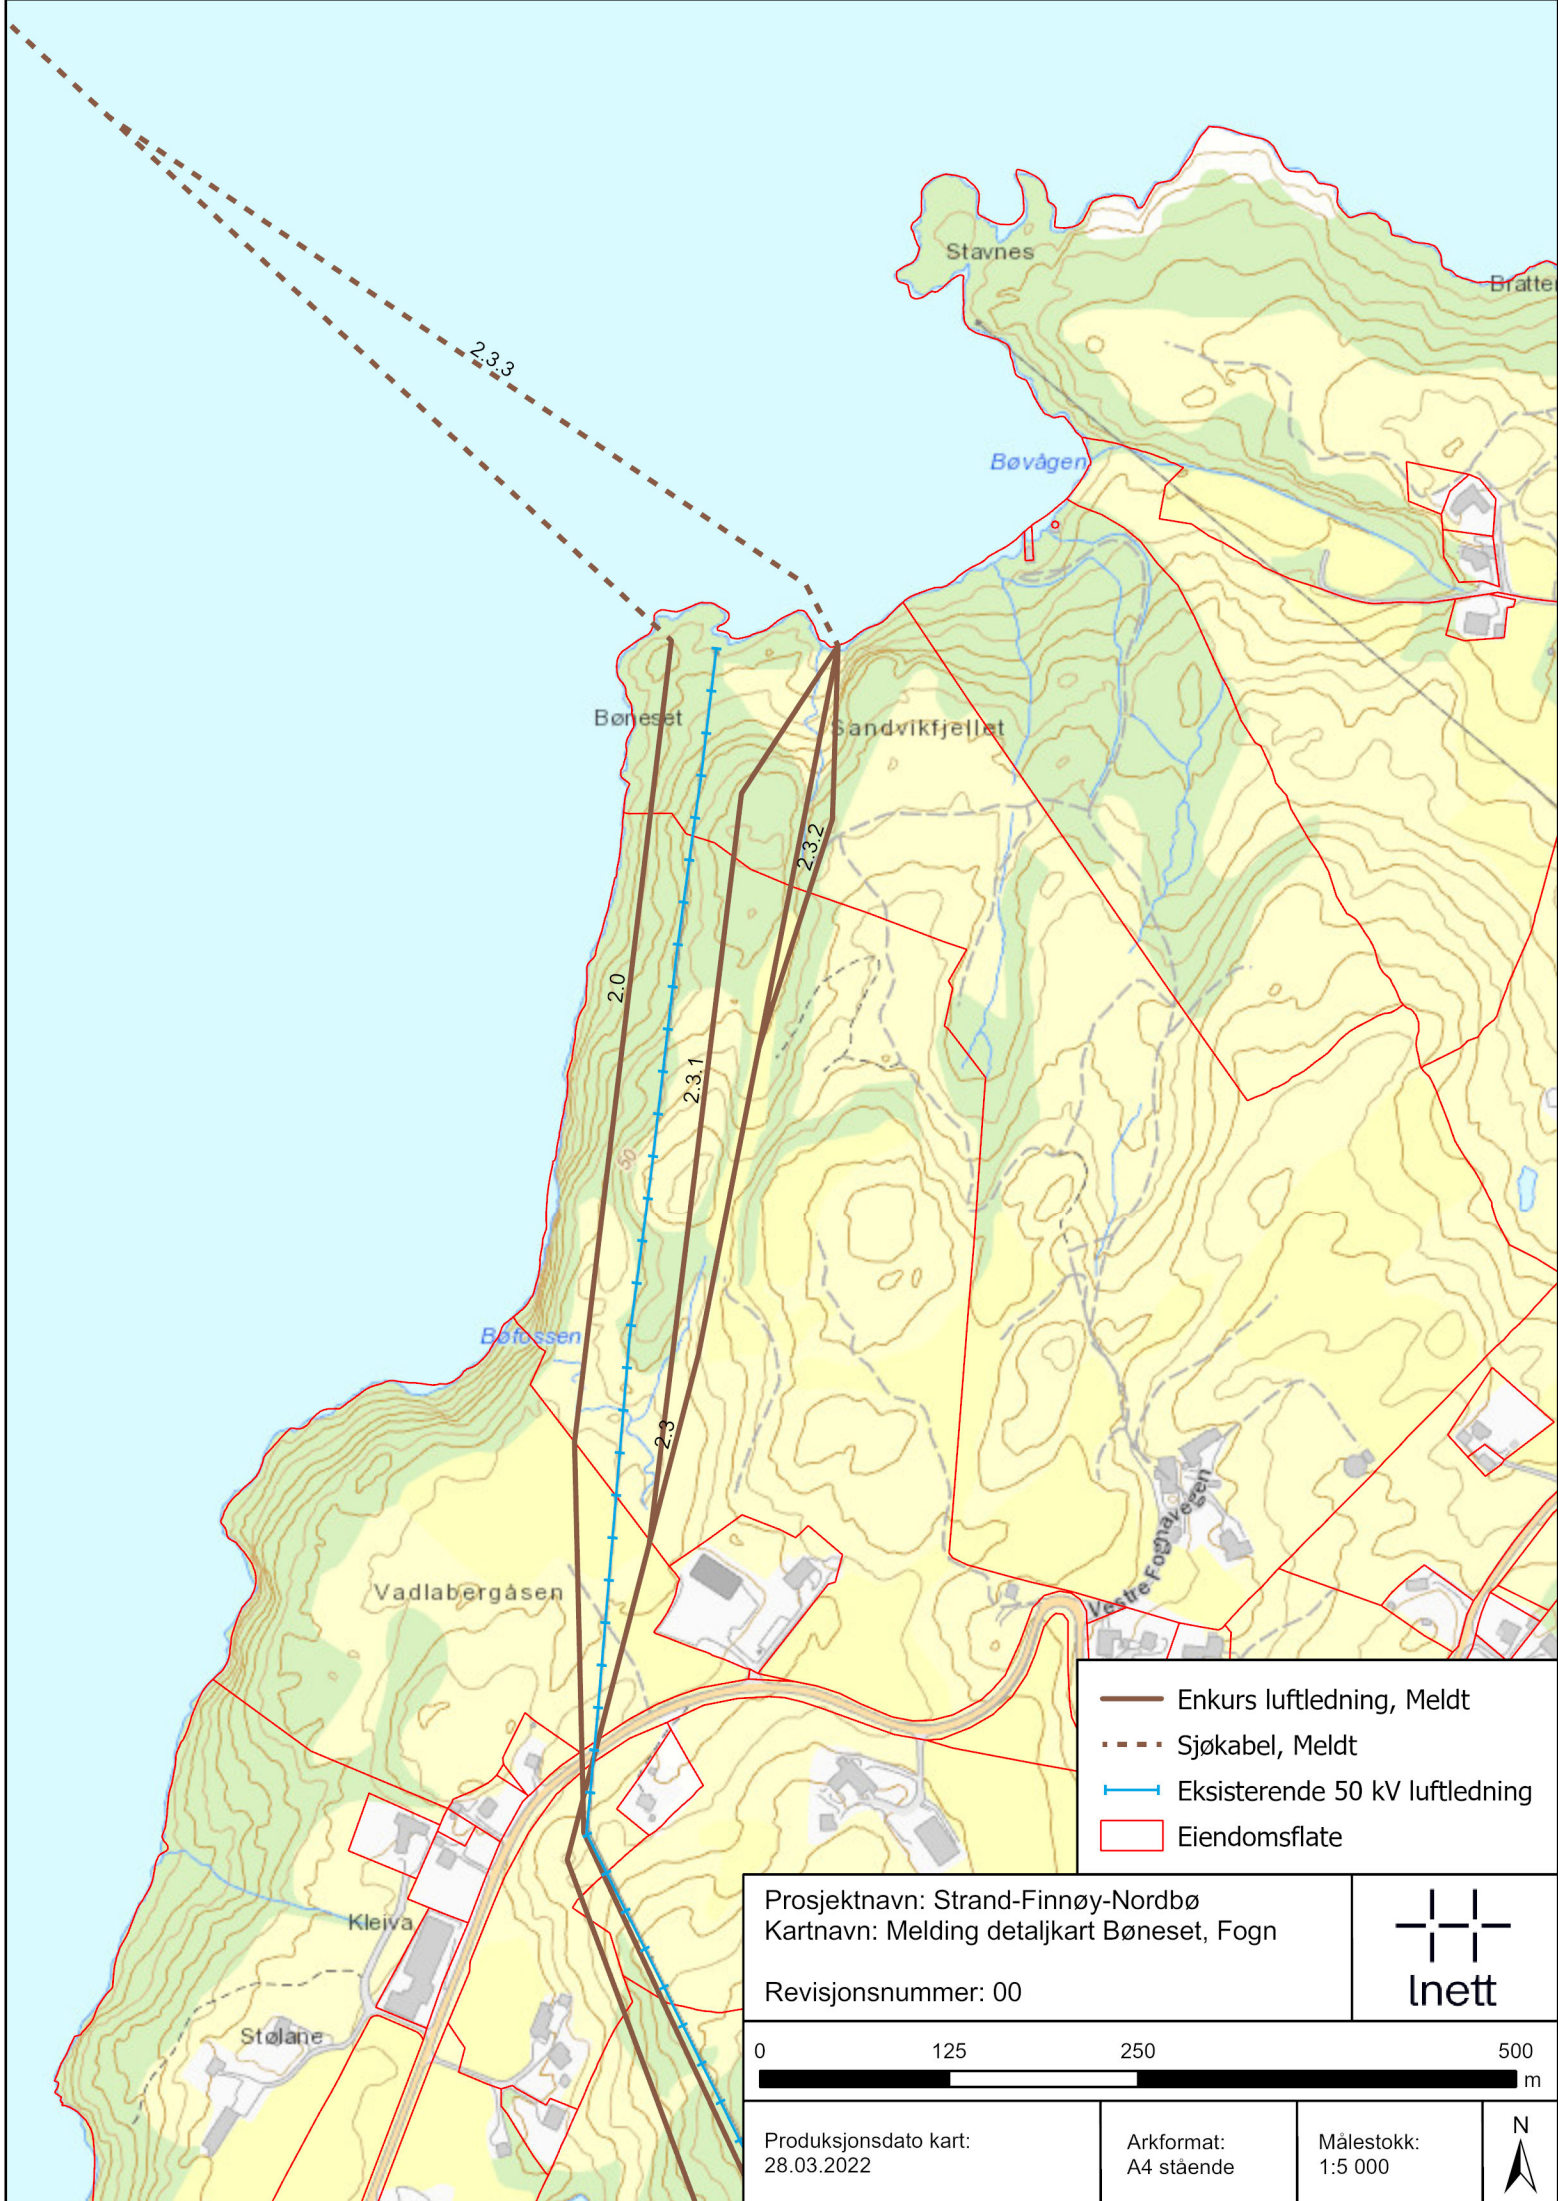 Stavnes
Bratte
2.3.3
Bøvågen
Bøneset
Sandvikfjellet
2.3.2
2.0
2.3.1
50
Bøfossen
2.3
Vestre Fognavegen
Vadlabergåsen
Kleiva
Stølane
Enkurs luftledning, Meldt
Sjøkabel, Meldt
Eksisterende 50 kV luftledning
Eiendomsflate
Prosjektnavn: Strand-Finnøy-Nordbø
Kartnavn: Melding detaljkart Bøneset, Fogn
Revisjonsnummer: 00
lnett
0 125 250 500
m
Produksjonsdato kart:
28.03.2022
Arkformat:
A4 stående
Målestokk:
1:5 000
N